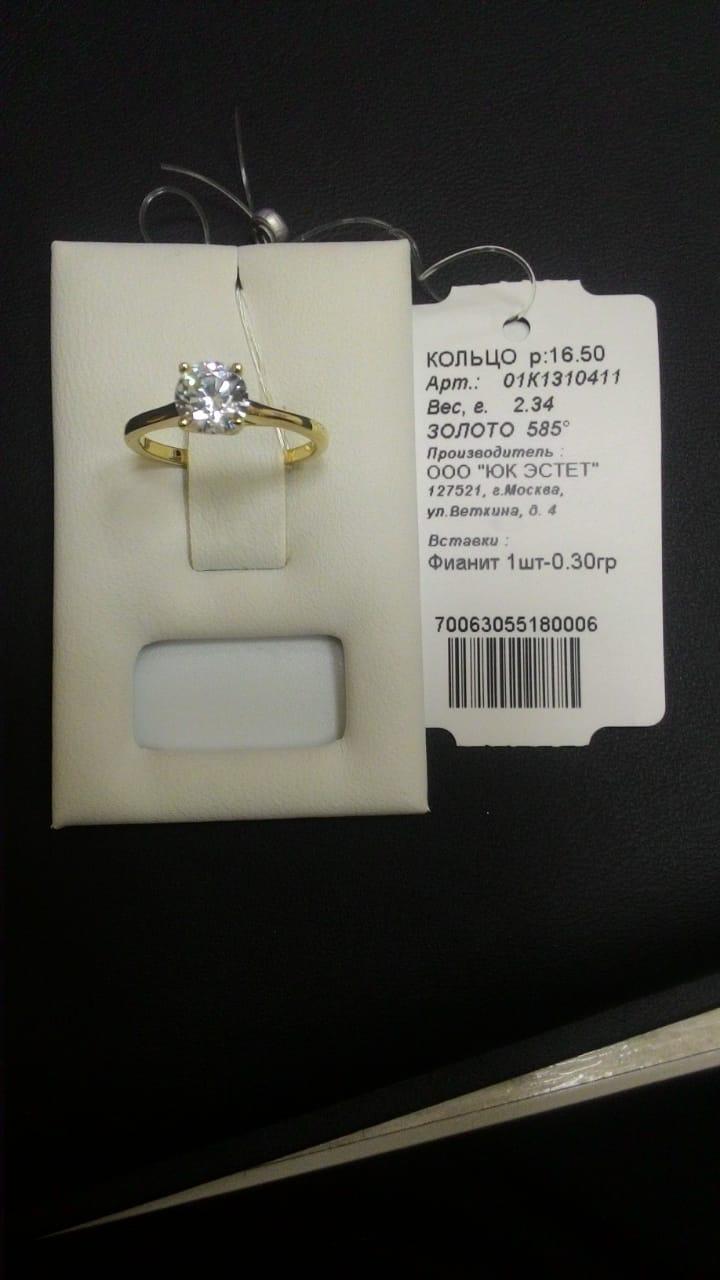 КОЛЬЦО р:16.50
Арт.: 01К1310411
Вес, г. 2.34
ЗОЛОТО 585°
Производитель :
ООО "ЮК ЭСТЕТ"
127521, г.Москва,
ул.Веткина, д. 4
Вставки :
Фианит 1шт-0.30гр
70063055180006